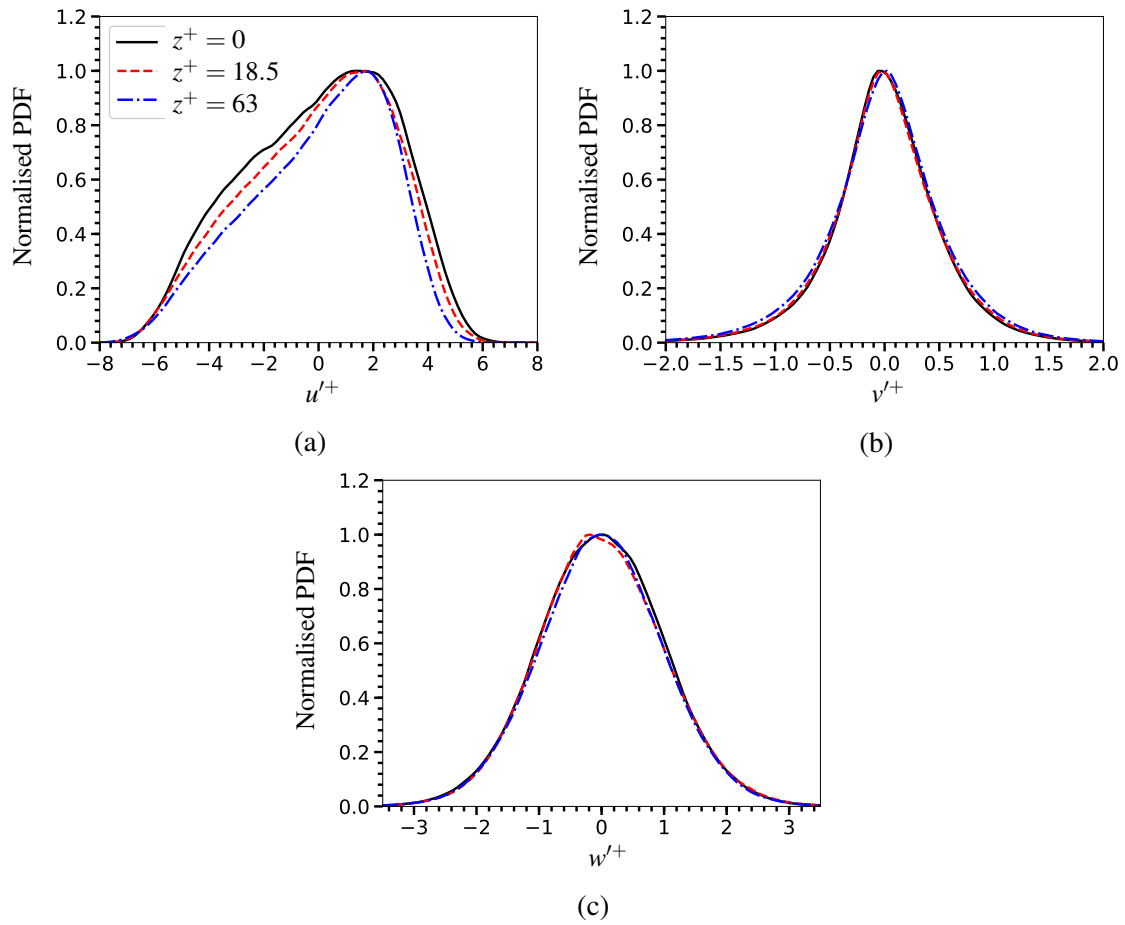 1.2
1.0
0.8
0.6
0.4
0.2
0.0
Normalised PDF
z⁺ = 0
z⁺ = 18.5
z⁺ = 63
−8 −6 −4 −2 0 2 4 6 8
u′⁺
(a)
1.2
1.0
0.8
0.6
0.4
0.2
0.0
Normalised PDF
−2.0 −1.5 −1.0 −0.5 0.0 0.5 1.0 1.5 2.0
v′⁺
(b)
1.2
1.0
0.8
0.6
0.4
0.2
0.0
Normalised PDF
−3 −2 −1 0 1 2 3
w′⁺
(c)